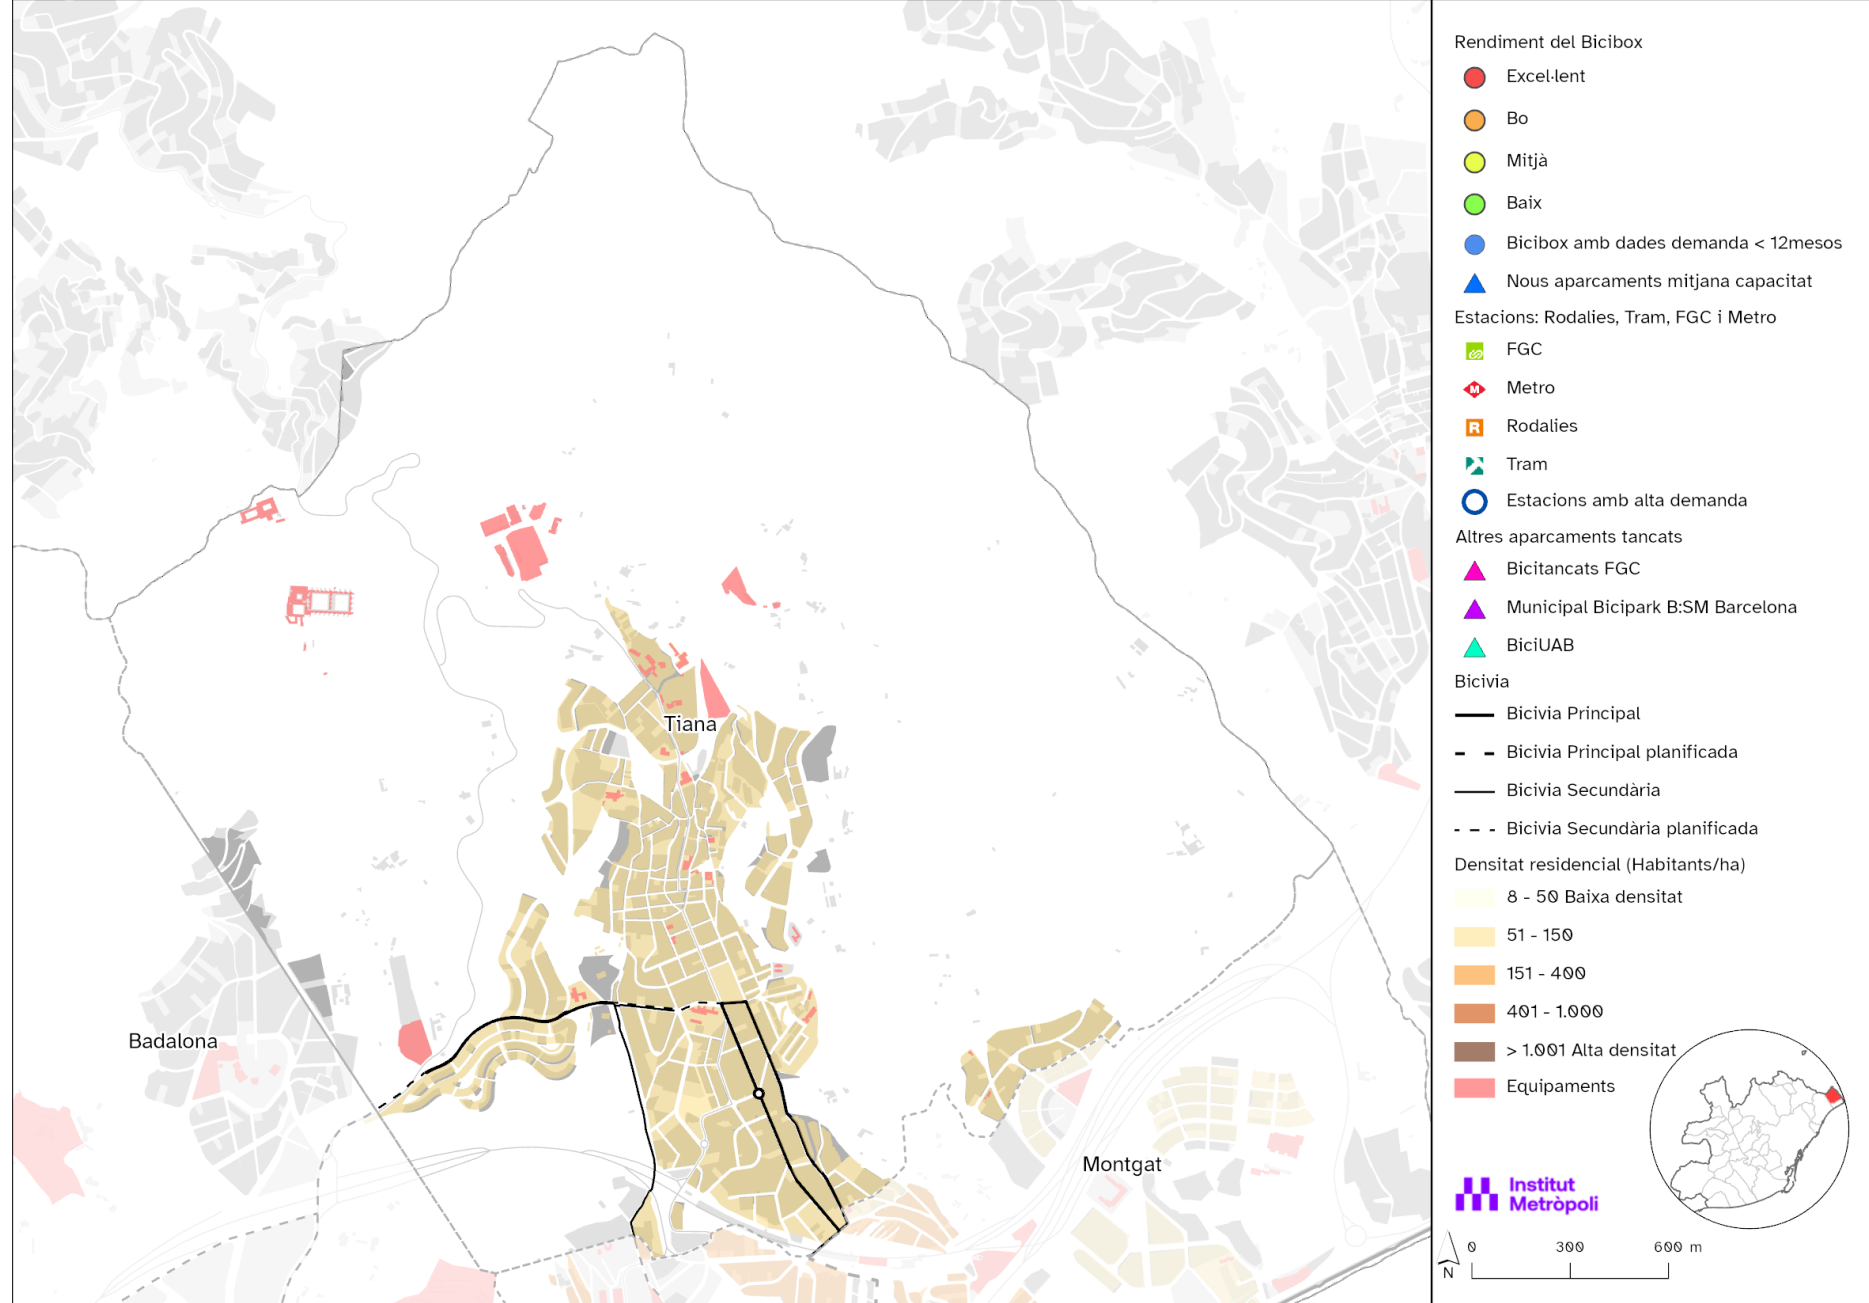 Tiana
Badalona
Montgat
Rendiment del Bicibox
Excel·lent
Bo
Mitjà
Baix
Bicibox amb dades demanda < 12mesos
Nous aparcaments mitjana capacitat
Estacions: Rodalies, Tram, FGC i Metro
FGC
M Metro
R Rodalies
Tram
Estacions amb alta demanda
Altres aparcaments tancats
Bicitancats FGC
Municipal Bicipark B:SM Barcelona
BiciUAB
Bicivia
Bicivia Principal
Bicivia Principal planificada
Bicivia Secundària
Bicivia Secundària planificada
Densitat residencial (Habitants/ha)
8 - 50 Baixa densitat
51 - 150
151 - 400
401 - 1.000
> 1.001 Alta densitat
Equipaments
Institut
Metròpoli
N
0 300 600 m